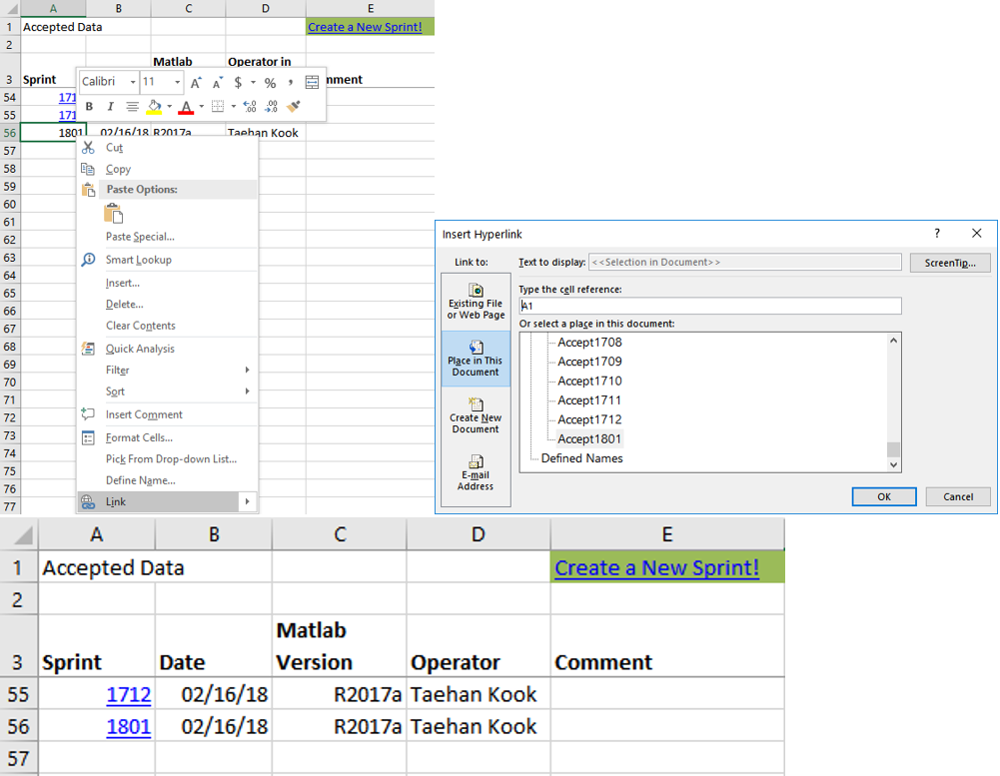 A B C D E
1 Accepted Data Create a New Sprint!
2
Matlab Operator in
3 Sprint mment
Calibri 11 A A $ % ,
B I A
54 171
55 171
56 1801 02/16/18 R2017a Taehan Kook
57
58
59
60
61
62
63
64
65
66
67
68
69
70
71
72
73
74
75
76
77
Cut
Copy
Paste Options:
Paste Special...
Smart Lookup
Insert...
Delete...
Clear Contents
Quick Analysis
Filter
Sort
Insert Comment
Format Cells...
Pick From Drop-down List...
Define Name...
Link
Insert Hyperlink ?
Link to: Text to display: <<Selection in Document>> ScreenTip...
Existing File
or Web Page
Place in This
Document
Create New
Document
E-mail
Address
Type the cell reference:
A1
Or select a place in this document:
Accept1708
Accept1709
Accept1710
Accept1711
Accept1712
Accept1801
Defined Names
OK Cancel
A B C D E
1 Accepted Data Create a New Sprint!
2
Matlab
3 Sprint Date Version Operator Comment
55 1712 02/16/18 R2017a Taehan Kook
56 1801 02/16/18 R2017a Taehan Kook
57